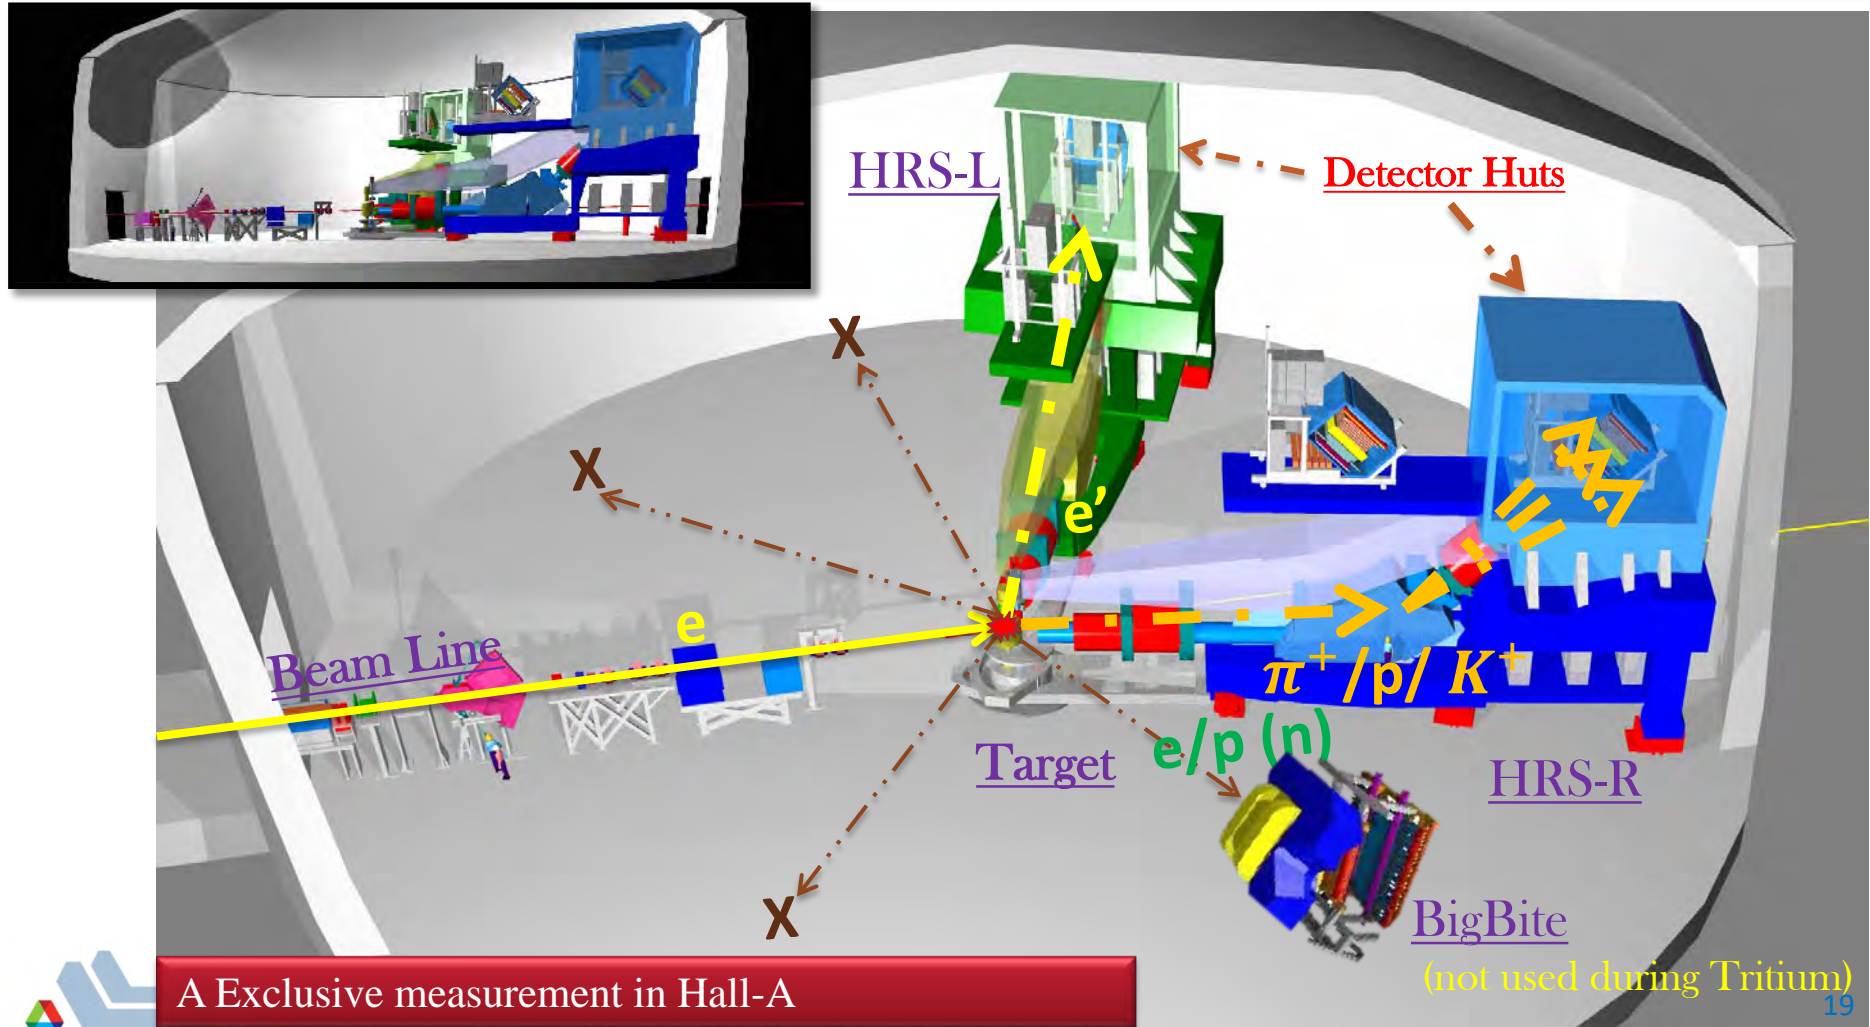 HRS-L
Detector Huts
X
X
e'
e
Beam Line
π⁺/p/ K⁺
e/p (n)
Target
HRS-R
X
BigBite
(not used during Tritium)
A Exclusive measurement in Hall-A
19